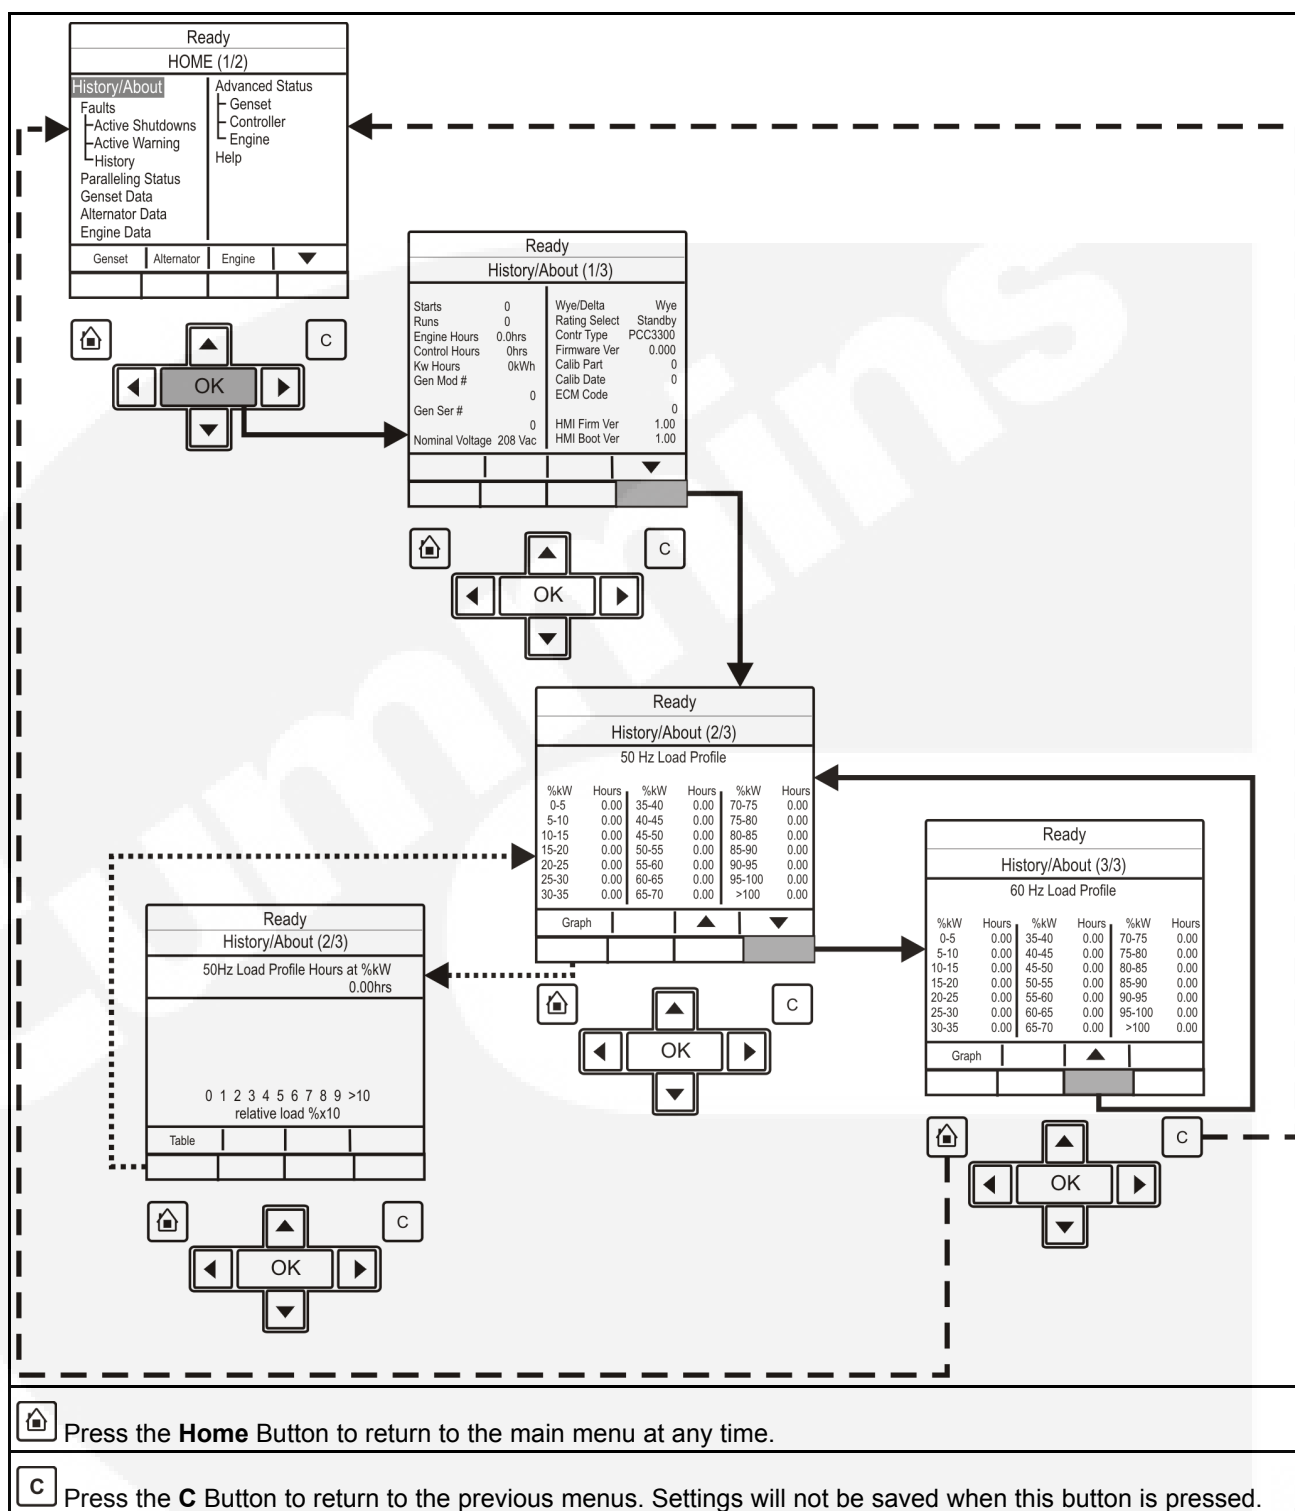 Ready
HOME (1/2)
History/About
Faults
Active Shutdowns
Active Warning
History
Paralleling Status
Genset Data
Alternator Data
Engine Data
Advanced Status
Genset
Controller
Engine
Help
Genset Alternator Engine
C
OK
Ready
History/About (1/3)
Starts 0
Runs 0
Engine Hours 0.0hrs
Control Hours 0hrs
Kw Hours 0kWh
Gen Mod #
0
Gen Ser #
0
Nominal Voltage 208 Vac
Wye/Delta Wye
Rating Select Standby
Contr Type PCC3300
Firmware Ver 0.000
Calib Part 0
Calib Date 0
ECM Code
0
HMI Firm Ver 1.00
HMI Boot Ver 1.00
C
OK
Ready
History/About (2/3)
50 Hz Load Profile
%kW Hours %kW Hours %kW Hours
0-5 0.00 35-40 0.00 70-75 0.00
5-10 0.00 40-45 0.00 75-80 0.00
10-15 0.00 45-50 0.00 80-85 0.00
15-20 0.00 50-55 0.00 85-90 0.00
20-25 0.00 55-60 0.00 90-95 0.00
25-30 0.00 60-65 0.00 95-100 0.00
30-35 0.00 65-70 0.00 >100 0.00
Graph
C
OK
Ready
History/About (3/3)
60 Hz Load Profile
%kW Hours %kW Hours %kW Hours
0-5 0.00 35-40 0.00 70-75 0.00
5-10 0.00 40-45 0.00 75-80 0.00
10-15 0.00 45-50 0.00 80-85 0.00
15-20 0.00 50-55 0.00 85-90 0.00
20-25 0.00 55-60 0.00 90-95 0.00
25-30 0.00 60-65 0.00 95-100 0.00
30-35 0.00 65-70 0.00 >100 0.00
Graph
C
OK
Ready
History/About (2/3)
50Hz Load Profile Hours at %kW
0.00hrs
0 1 2 3 4 5 6 7 8 9 >10
relative load %x10
Table
C
OK
Press the Home Button to return to the main menu at any time.
C Press the C Button to return to the previous menus. Settings will not be saved when this button is pressed.
Cummins